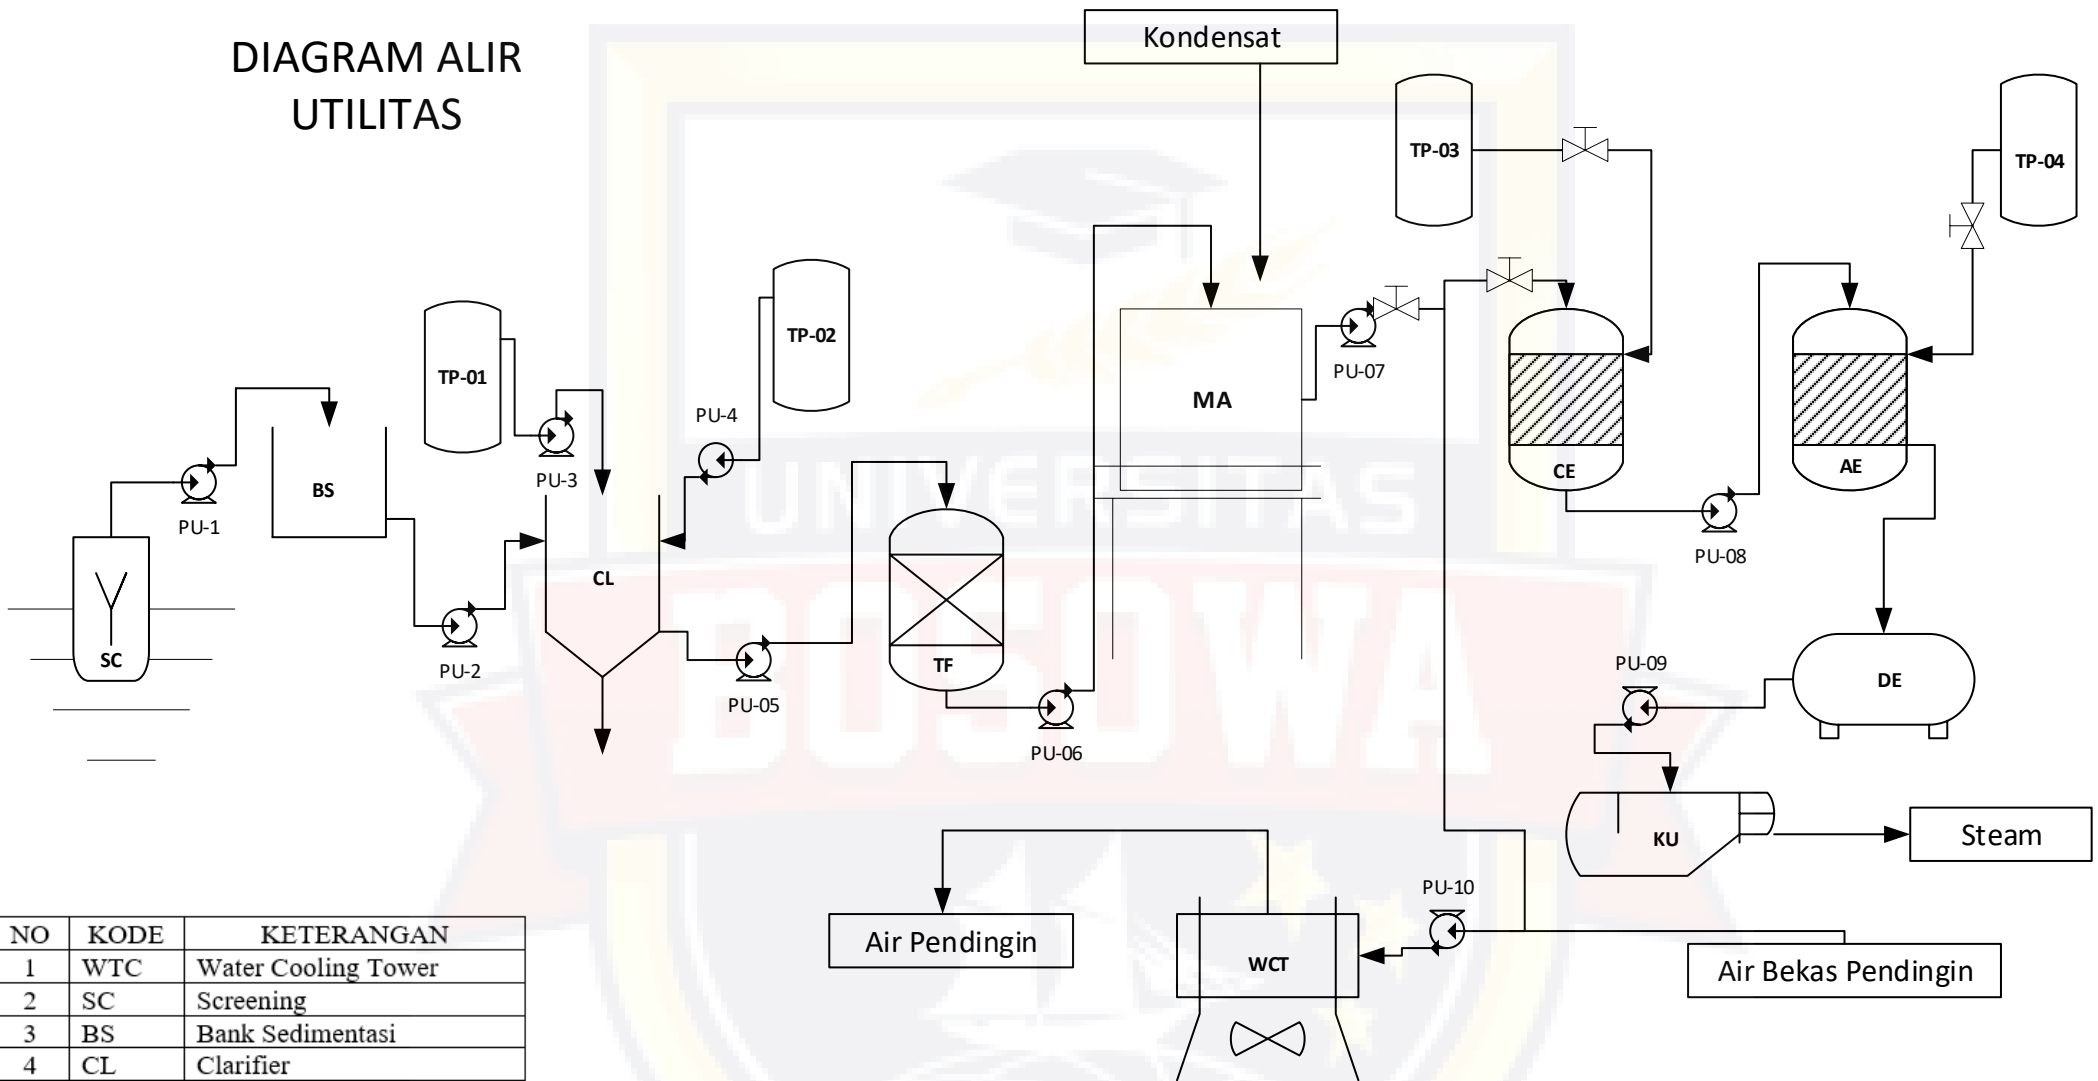 DIAGRAM ALIR
UTILITAS
Kondensat
TP-03
TP-04
TP-02
TP-01
PU-4
PU-07
MA
PU-3
BS
PU-1
CE
AE
UNIVERSITAS
PU-08
CL
BOSOWA
SC
PU-2
TF
PU-05
PU-06
PU-09
DE
KU
Steam
PU-10
Air Pendingin
WCT
Air Bekas Pendingin
NO KODE KETERANGAN
1 WTC Water Cooling Tower
2 SC Screening
3 BS Bank Sedimentasi
4 CL Clarifier